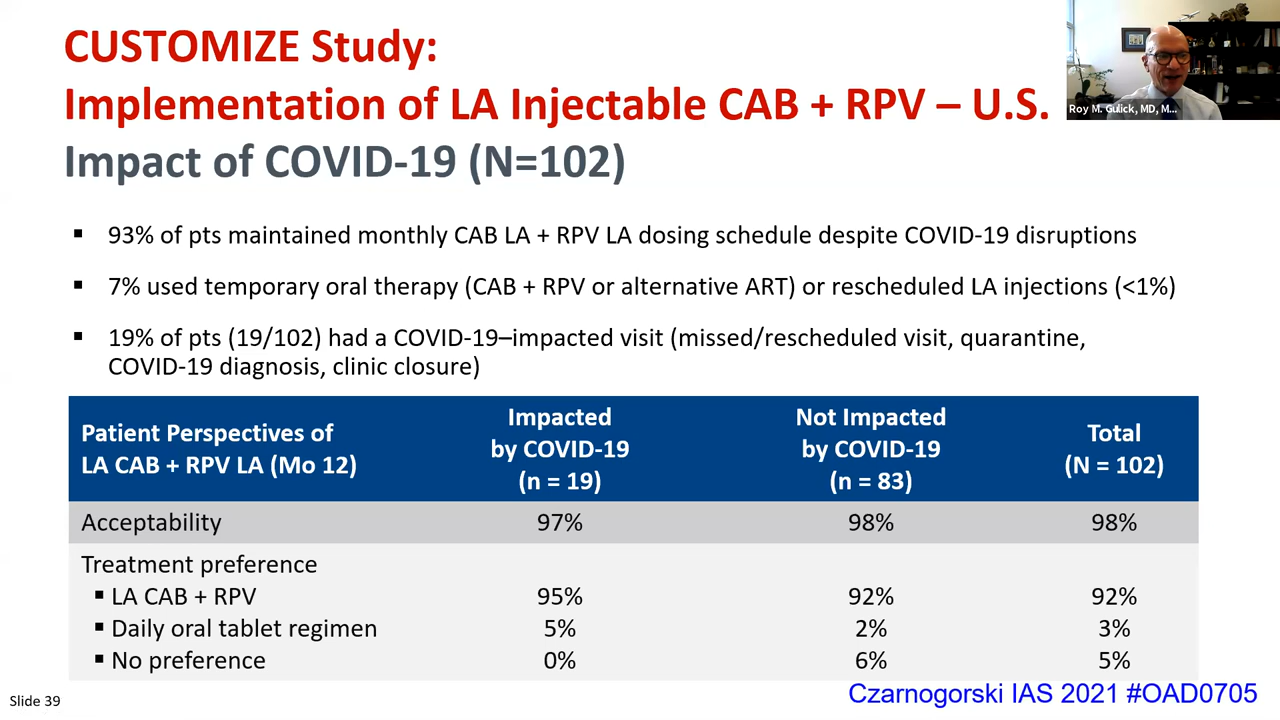 CUSTOMIZE Study:
Implementation of LA Injectable CAB + RPV – U.S.
Impact of COVID-19 (N=102)
Roy M. Gulick, MD, M...
▪ 93% of pts maintained monthly CAB LA + RPV LA dosing schedule despite COVID-19 disruptions
▪ 7% used temporary oral therapy (CAB + RPV or alternative ART) or rescheduled LA injections (<1%)
▪ 19% of pts (19/102) had a COVID-19–impacted visit (missed/rescheduled visit, quarantine,
COVID-19 diagnosis, clinic closure)
Patient Perspectives of
LA CAB + RPV LA (Mo 12)
Impacted
by COVID-19
(n = 19)
Not Impacted
by COVID-19
(n = 83)
Total
(N = 102)
Acceptability 97% 98% 98%
Treatment preference
▪ LA CAB + RPV 95% 92% 92%
▪ Daily oral tablet regimen 5% 2% 3%
▪ No preference 0% 6% 5%
Slide 39
Czarnogorski IAS 2021 #OAD0705